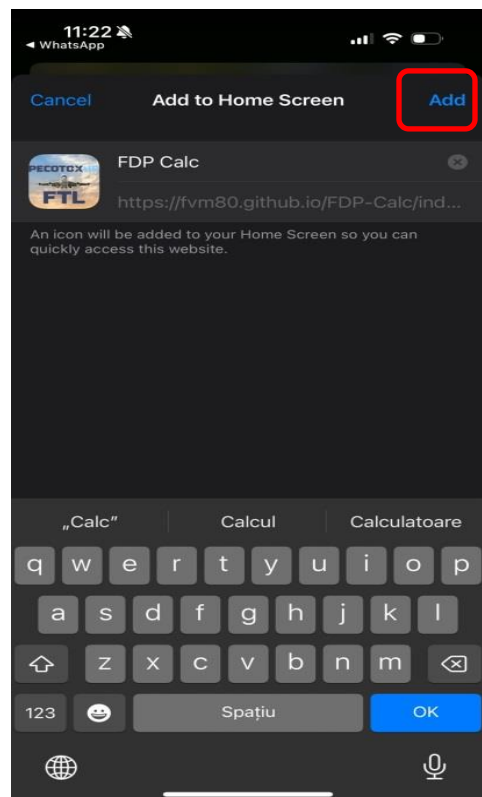 11:22
◄ WhatsApp
Cancel Add to Home Screen Add
PECOTOX
FTL
FDP Calc
https://fvm80.github.io/FDP-Calc/ind...
An icon will be added to your Home Screen so you can
quickly access this website.
„Calc” Calcul Calculatoare
q w e r t y u i o p
a s d f g h j k l
z x c v b n m
123 Spațiu OK